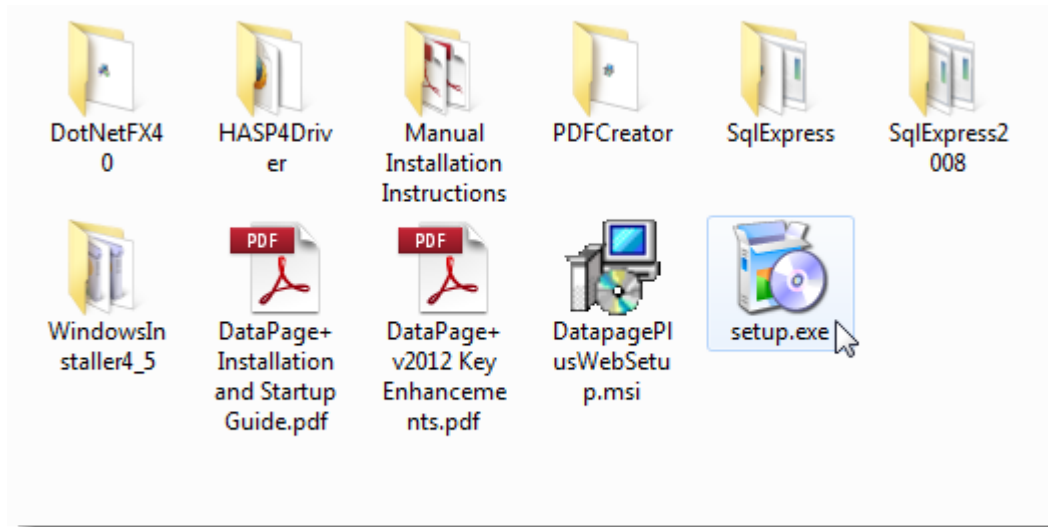 DotNetFX4
0
HASP4Driv
er
Manual
Installation
Instructions
PDFCreator
SqlExpress
SqlExpress2
008
WindowsIn
staller4_5
PDF
DataPage+
Installation
and Startup
Guide.pdf
PDF
DataPage+
v2012 Key
Enhanceme
nts.pdf
DatapagePl
usWebSetu
p.msi
setup.exe